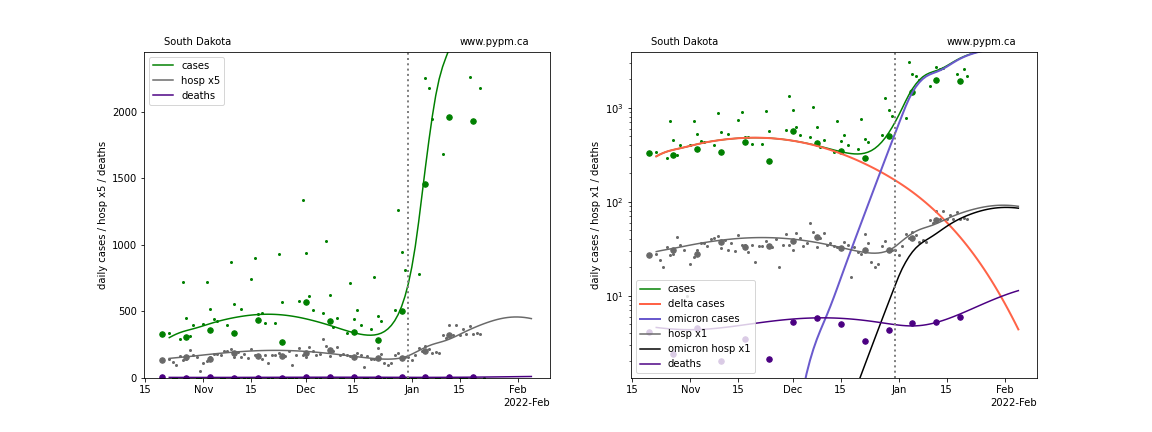 South Dakota
www.pypm.ca
cases
hosp x5
deaths
daily cases / hosp x5 / deaths
2000
1500
1000
500
0
15
Nov
15
Dec
15
Jan
15
Feb
2022-Feb
South Dakota
www.pypm.ca
daily cases / hosp x1 / deaths
10³
10²
10¹
cases
delta cases
omicron cases
hosp x1
omicron hosp x1
deaths
15
Nov
15
Dec
15
Jan
15
Feb
2022-Feb